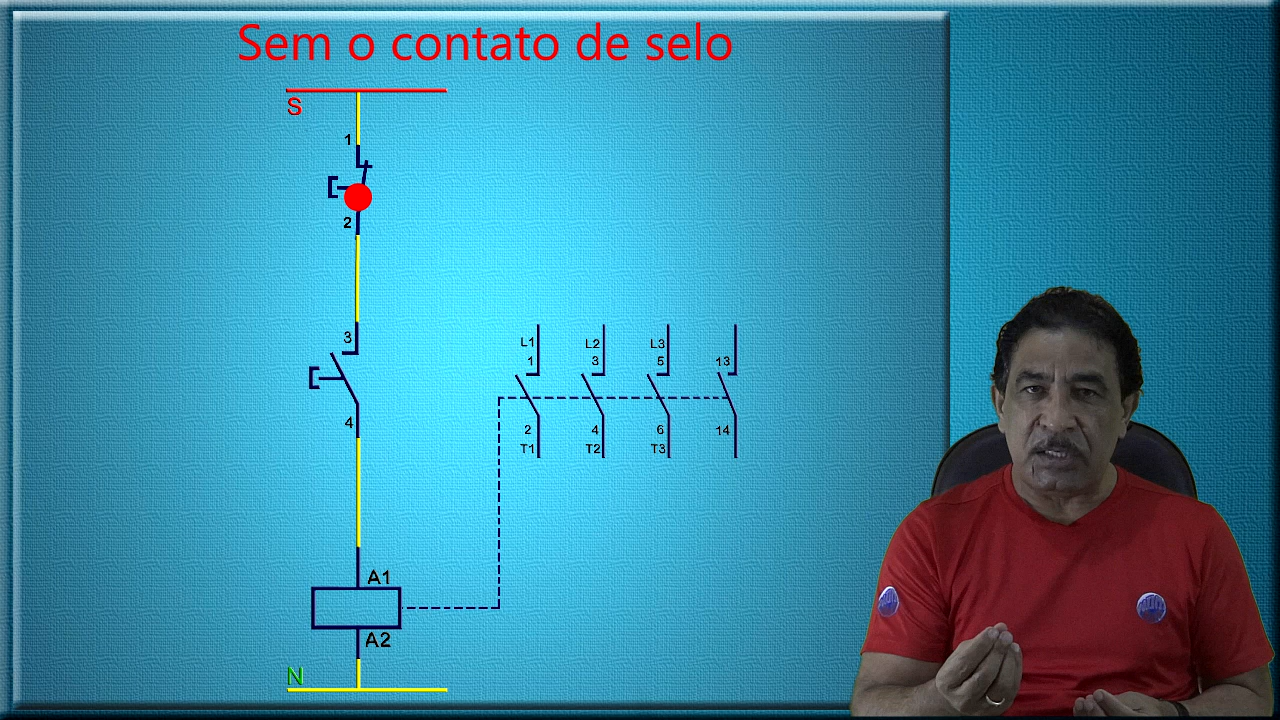 Sem o contato de selo
S
1
2
3
4
L1 L2 L3
1 3 5 13
2 4 6 14
T1 T2 T3
A1
A2
N